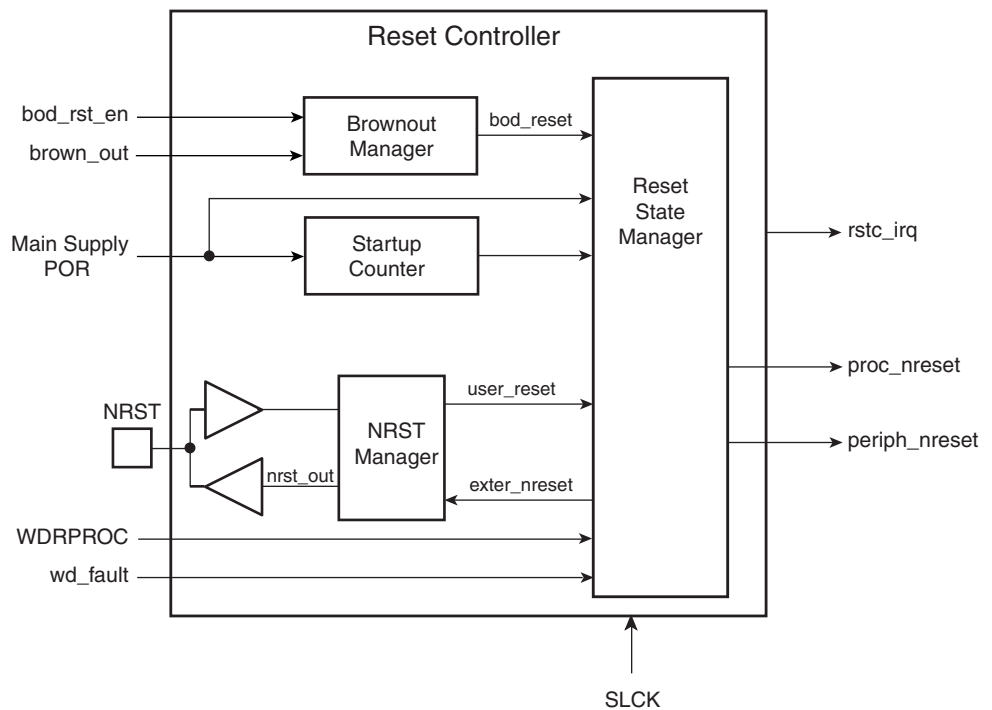 Reset Controller
bod_rst_en
brown_out
Brownout
Manager
bod_reset
Main Supply
POR
Startup
Counter
Reset
State
Manager
rstc_irq
proc_nreset
periph_nreset
NRST
NRST
Manager
user_reset
nrst_out
exter_nreset
WDRPROC
wd_fault
SLCK